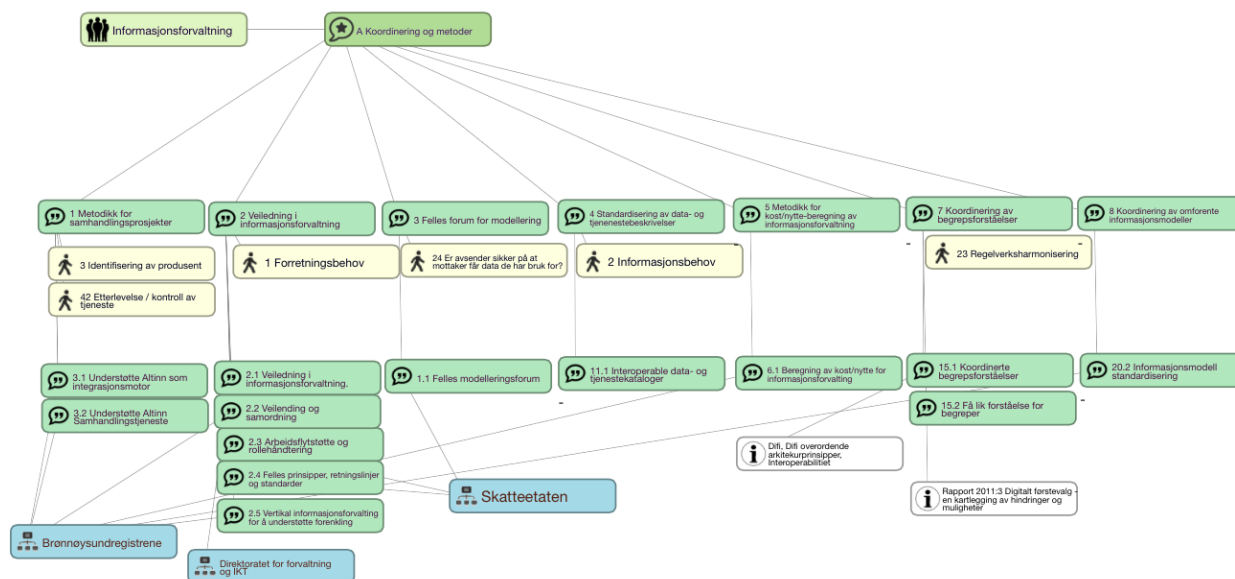 Informasjonsforvaltning
A Koordinering og metoder
1 Metodikk for
samhandlingsprosjekter
2 Veiledning i
informasjonsforvaltning
3 Felles forum for modellering
4 Standardisering av data- og
tjenenestebeskrivelser
5 Metodikk for
kost/nytte-beregning av
informasjonsforvaltning
7 Koordinering av
begrepsforståelser
8 Koordinering av omforente
informasjonsmodeller
3 Identifisering av produsent
1 Forretningsbehov
24 Er avsender sikker på at
mottaker får data de har bruk for?
2 Informasjonsbehov
23 Regelverksharmonisering
42 Etterlevelse / kontroll av
tjeneste
3.1 Understøtte Altinn som
integrasjonsmotor
2.1 Veiledning i
informasjonsforvaltning.
1.1 Felles modelleringsforum
11.1 Interoperable data- og
tjenestekataloger
6.1 Beregning av kost/nytte for
informasjonsforvalting
15.1 Koordinerte
begrepsforståelser
20.2 Informasjonsmodell
standardisering
3.2 Understøtte Altinn
Samhandlingstjeneste
2.2 Veilending og
samordning
15.2 Få lik forståelse for
begreper
2.3 Arbeidsflytstøtte og
rollehåndtering
Difi, Difi overordende
arkitekurprinsipper,
Interoperabilitiet
2.4 Felles prinsipper, retningslinjer
og standarder
Skatteetaten
Rapport 2011:3 Digitalt førstevalg -
en kartlegging av hindringer og
muligheter
2.5 Vertikal informasjonsforvalting
for å understøtte forenkling
Brønnøysundregistrene
Direktoratet for forvaltning
og IKT